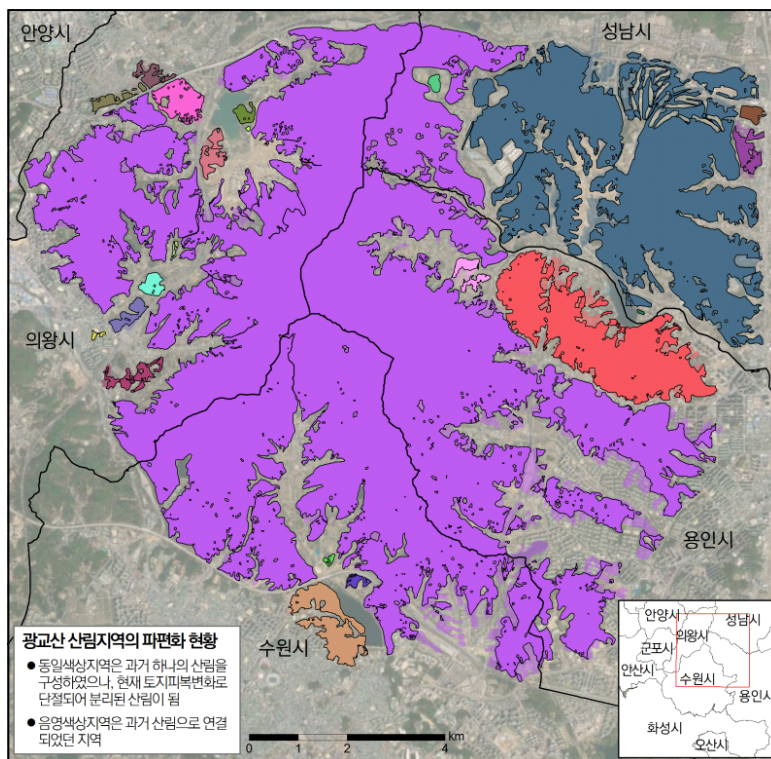 안양시
성남시
의왕시
용인시
수원시
광교산 산림지역의 파편화 현황
● 동일색상지역은 과거 하나의 산림을
구성하였으나, 현재 토지피복변화로
단절되어 분리된 산림이 됨
● 음영색상지역은 과거 산림으로 연결
되었던 지역
km
0 1 2 4
안양시
성남시
의왕시
군포시
안산시
수원시
용인시
화성시
오산시